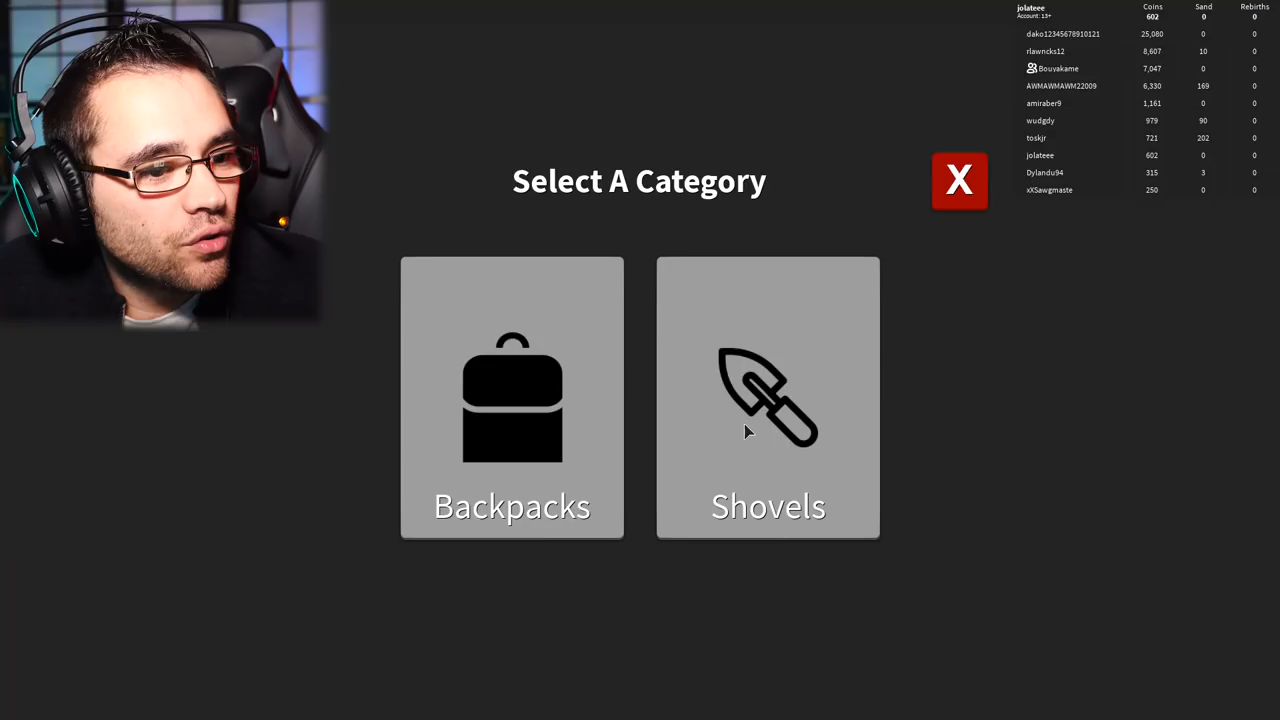 jolateee Coins Sand Rebirths
Account: 13+ 602 0 0
dako12345678910121 25,080 0 0
rlawncks12 8,607 10 0
Bouyakame 7,047 0 0
AWMAWMAWM22009 6,330 169 0
amiraber9 1,161 0 0
wudgdy 979 90 0
toskjr 721 202 0
jolateee 602 0 0
Dylandu94 315 3 0
xXSawgmaste 250 0 0
Select A Category
X
Backpacks
Shovels